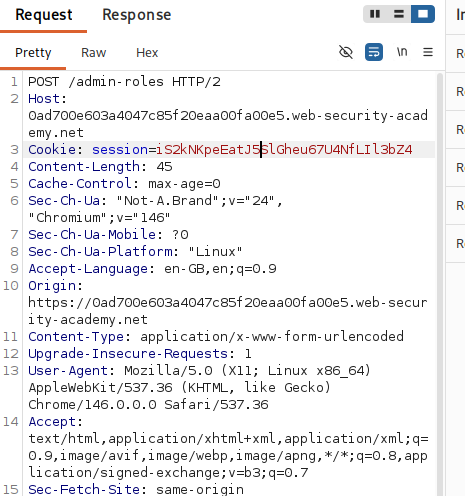 Request Response In
Pretty Raw Hex \n
1 POST /admin-roles HTTP/2
2 Host:
0ad700e603a4047c85f20eaa00fa00e5.web-security-acad
emy.net
3 Cookie: session=iS2kNKpeEatJ5SlGheu67U4NfLIl3bZ4
4 Content-Length: 45
5 Cache-Control: max-age=0
6 Sec-Ch-Ua: "Not-A.Brand";v="24",
"Chromium";v="146"
7 Sec-Ch-Ua-Mobile: ?0
8 Sec-Ch-Ua-Platform: "Linux"
9 Accept-Language: en-GB,en;q=0.9
10 Origin:
https://0ad700e603a4047c85f20eaa00fa00e5.web-secur
ity-academy.net
11 Content-Type: application/x-www-form-urlencoded
12 Upgrade-Insecure-Requests: 1
13 User-Agent: Mozilla/5.0 (X11; Linux x86_64)
AppleWebKit/537.36 (KHTML, like Gecko)
Chrome/146.0.0.0 Safari/537.36
14 Accept:
text/html,application/xhtml+xml,application/xml;q=
0.9,image/avif,image/webp,image/apng,*/*;q=0.8,app
lication/signed-exchange;v=b3;q=0.7
15 Sec-Fetch-Site: same-origin